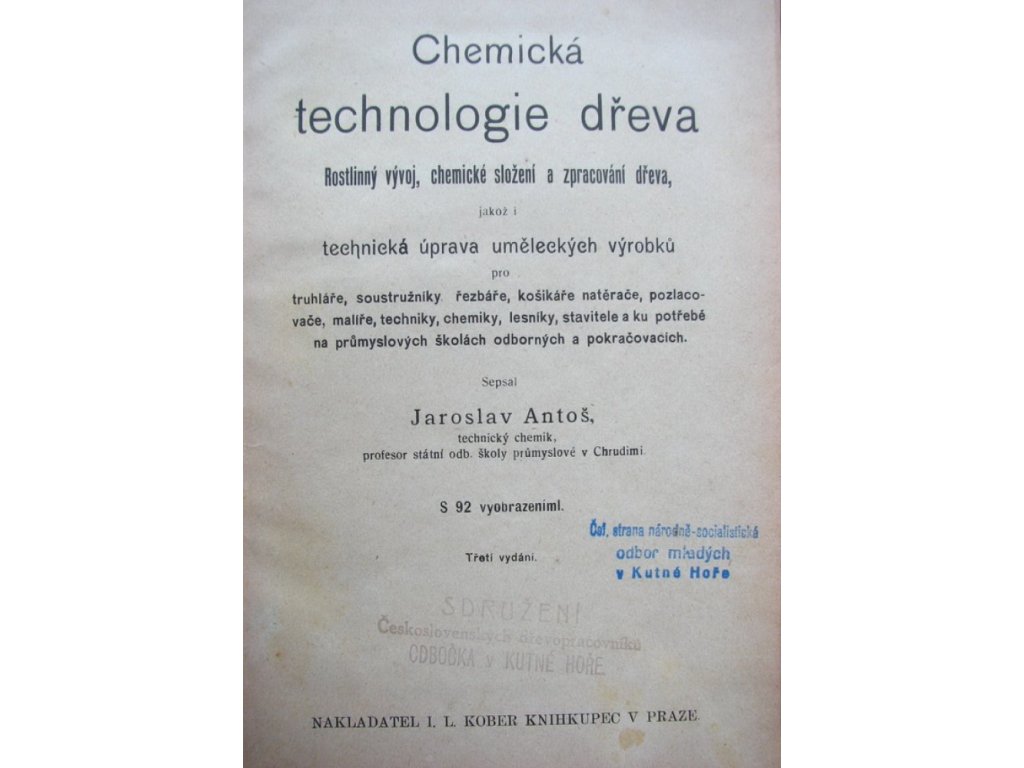 Chemická
technologie dřeva
Rostlinný vývoj, chemické složení a zpracování dřeva,
jakož i
technická úprava uměleckých výrobků
pro
truhláře, soustružníky řezbáře, košikáře natěrače, pozlaco-
vače, malíře, techniky, chemiky, lesníky, stavitele a ku potřebě
na průmyslových školách odborných a pokračovacích.
Sepsal
Jaroslav Antoš,
technický chemik,
profesor státní odb. školy průmyslové v Chrudimi.
S 92 vyobrazeními.
Čsl. strana národně-socialistická
odbor mladých
v Kutné Hoře
Třetí vydání.
SDRUŽENÍ
Československých dřevopracovníků
ODBOČKA v KUTNÉ HOŘE
NAKLADATEL I. L. KOBER KNIHKUPEC V PRAZE.